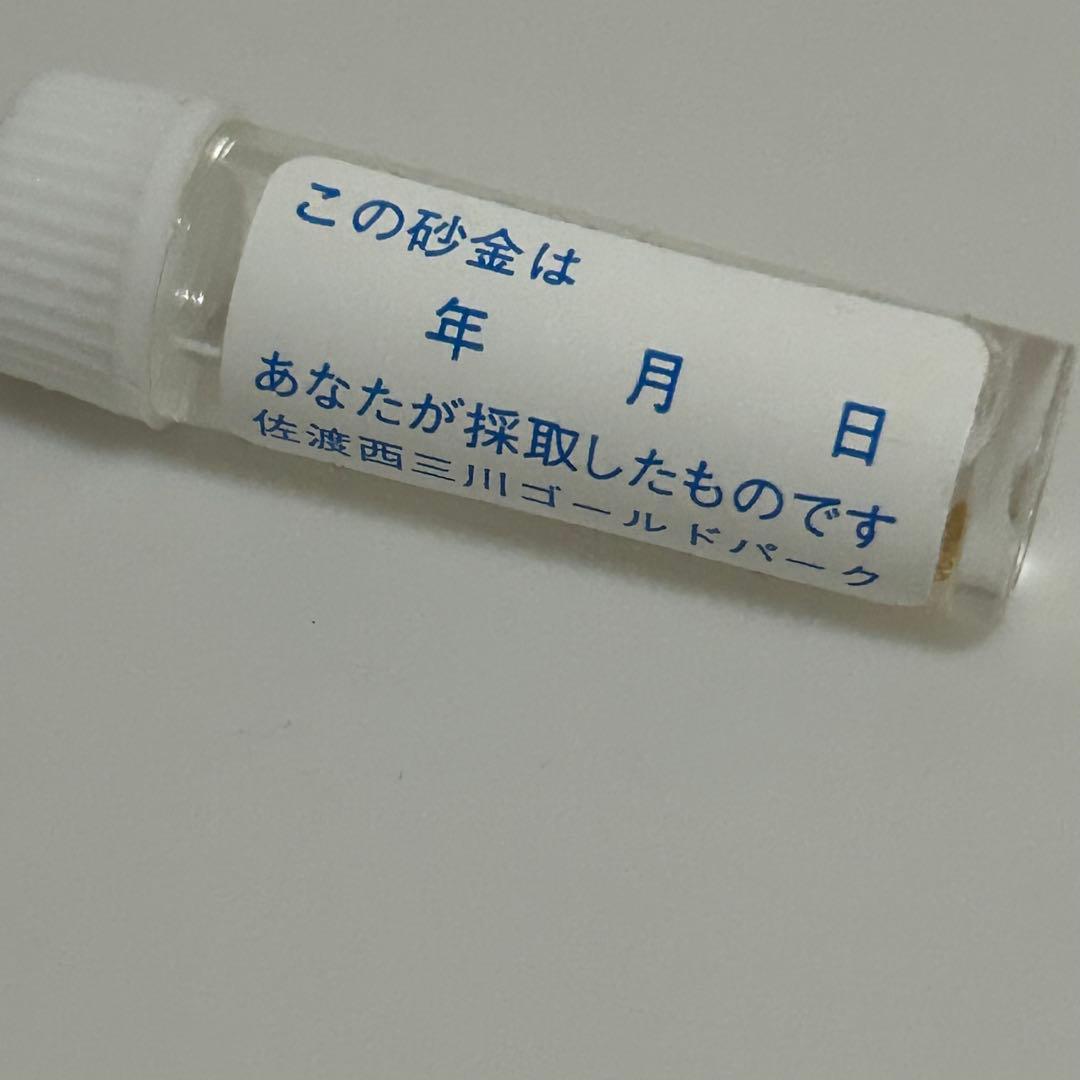 この砂金は
年 月 日
あなたが採取したものです
佐渡西三川ゴールドパーク